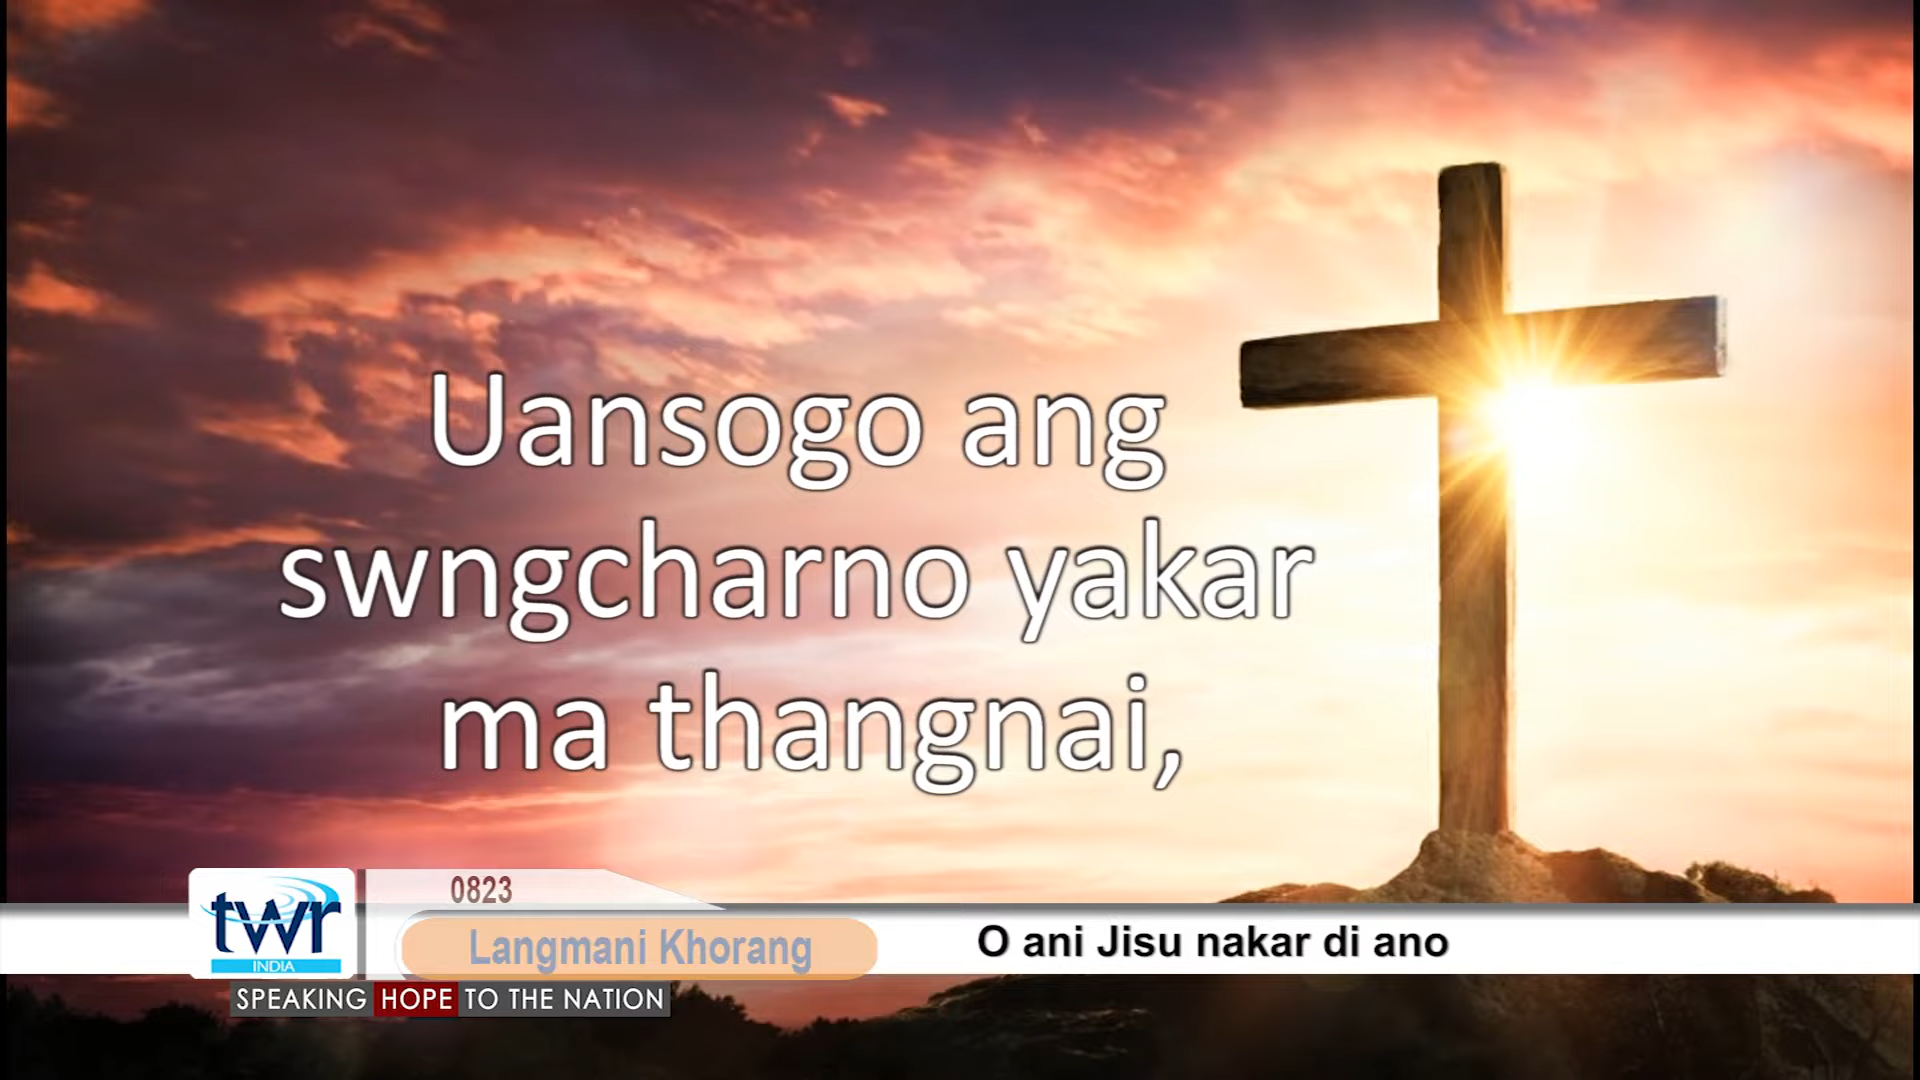 Uansogo ang
swngcharno yakar
ma thangnai,
0823
twr
INDIA
Langmani Khorang
O ani Jisu nakar di ano
SPEAKING HOPE TO THE NATION